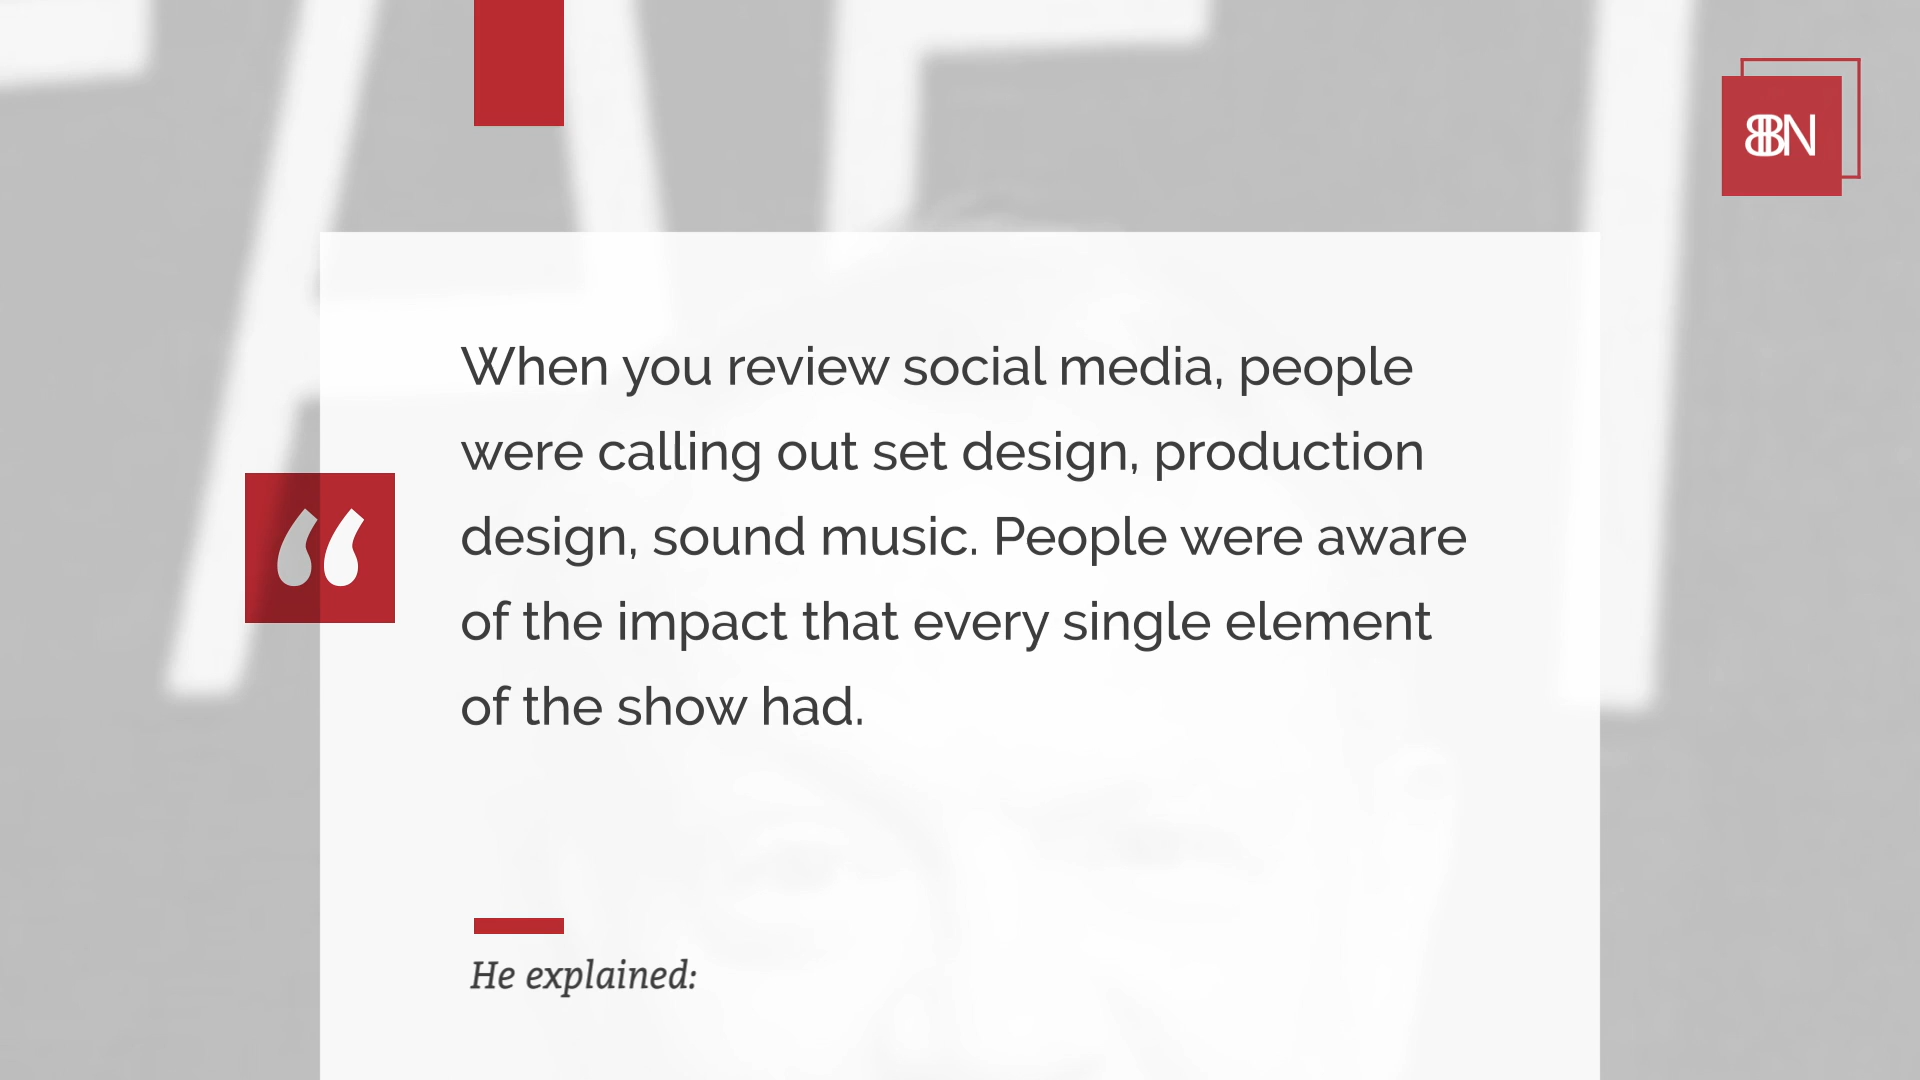 BBN
When you review social media, people
were calling out set design, production
design, sound music. People were aware
of the impact that every single element
of the show had.
“
He explained: